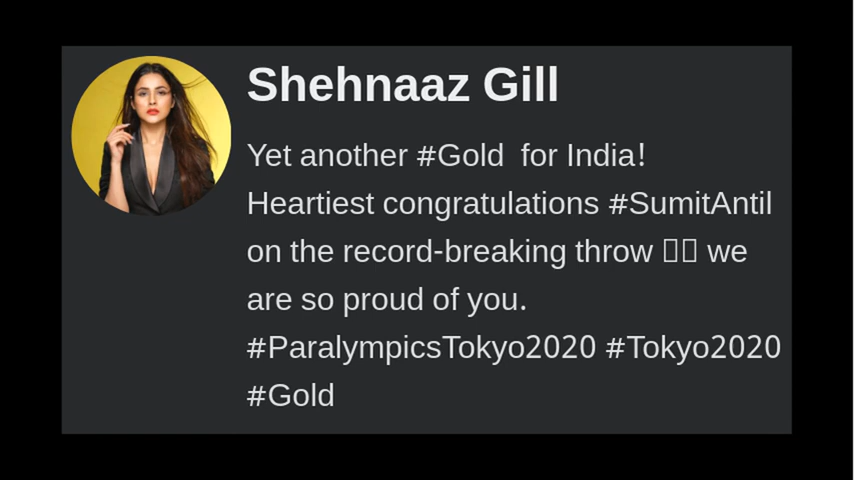 Shehnaaz Gill
Yet another #Gold  for India!
Heartiest congratulations #SumitAntil
on the record-breaking throw 🏻🏻 we
are so proud of you.
#ParalympicsTokyo2020 #Tokyo2020
#Gold